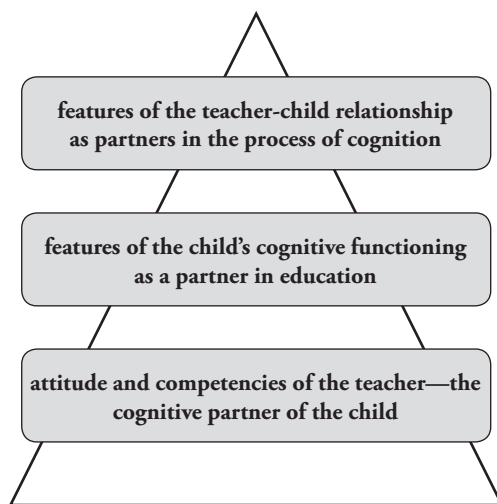 features of the teacher-child relationship
as partners in the process of cognition
features of the child’s cognitive functioning
as a partner in education
attitude and competencies of the teacher—the
cognitive partner of the child